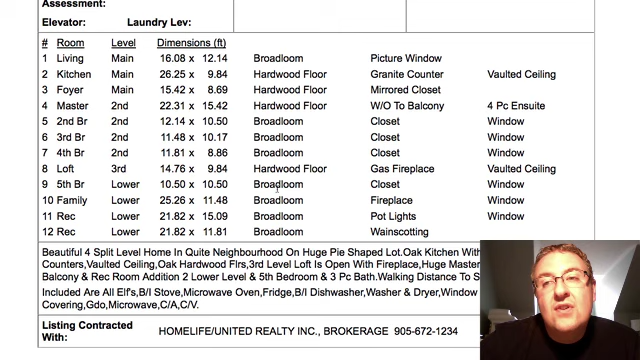 Assessment:
Elevator: Laundry Lev:
# Room Level Dimensions (ft)
1 Living Main 16.08 x 12.14 Broadloom Picture Window
2 Kitchen Main 26.25 x 9.84 Hardwood Floor Granite Counter Vaulted Ceiling
3 Foyer Main 15.42 x 8.69 Hardwood Floor Mirrored Closet
4 Master 2nd 22.31 x 15.42 Hardwood Floor W/O To Balcony 4 Pc Ensuite
5 2nd Br 2nd 12.14 x 10.50 Broadloom Closet Window
6 3rd Br 2nd 11.48 x 10.17 Broadloom Closet Window
7 4th Br 2nd 11.81 x 8.86 Broadloom Closet Window
8 Loft 3rd 14.76 x 9.84 Hardwood Floor Gas Fireplace Vaulted Ceiling
9 5th Br Lower 10.50 x 10.50 Broadloom Closet Window
10 Family Lower 25.26 x 11.48 Broadloom Fireplace Window
11 Rec Lower 21.82 x 15.09 Broadloom Pot Lights Window
12 Rec Lower 21.82 x 11.81 Broadloom Wainscotting
Beautiful 4 Split Level Home In Quite Neighbourhood On Huge Pie Shaped Lot.Oak Kitchen With
Counters,Vaulted Ceiling,Oak Hardwood Flrs,3rd Level Loft Is Open With Fireplace,Huge Master
Balcony & Rec Room Addition 2 Lower Level & 5th Bedroom & 3 Pc Bath.Walking Distance To
Included Are All Elf's,B/I Stove,Microwave Oven,Fridge,B/I Dishwasher,Washer & Dryer,Window
Covering,Gdo,Microwave,C/A,C/V.
Listing Contracted HOMELIFE/UNITED REALTY INC., BROKERAGE 905-672-1234
With: